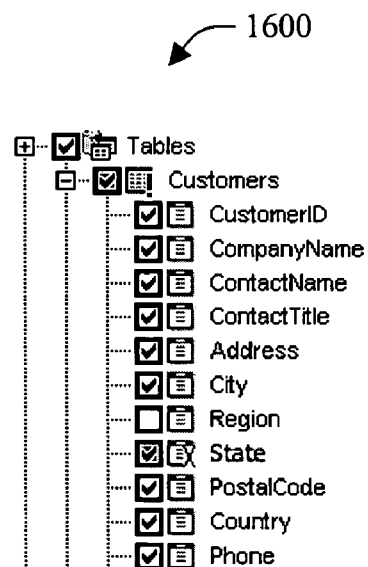 1600
Tables
Customers
CustomerID
CompanyName
ContactName
ContactTitle
Address
City
Region
State
PostalCode
Country
Phone